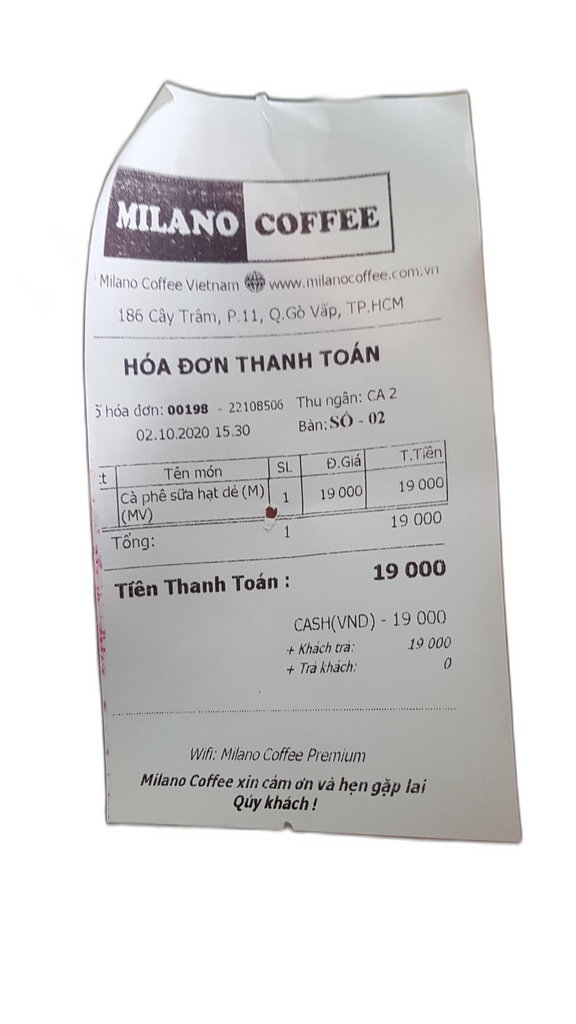 MILANO COFFEE
Milano Coffee Vietnam www.milanocoffee.com.vn
186 Cây Trâm, P.11, Q.Gò Vấp, TP.HCM
HÓA ĐƠN THANH TOÁN
ố hóa đơn: 00198 - 22108506 Thu ngân: CA 2
02.10.2020 15.30 Bàn: SỐ - 02
t Tên món SL Đ.Giá T.Tiền
Cà phê sữa hạt dẻ (M) 1 19 000 19 000
(MV)
Tổng: 1 19 000
Tiền Thanh Toán : 19 000
CASH(VND) - 19 000
+ Khách trả: 19 000
+ Trả khách: 0
Wifi: Milano Coffee Premium
Milano Coffee xin cảm ơn và hẹn gặp lai
Qúy khách !